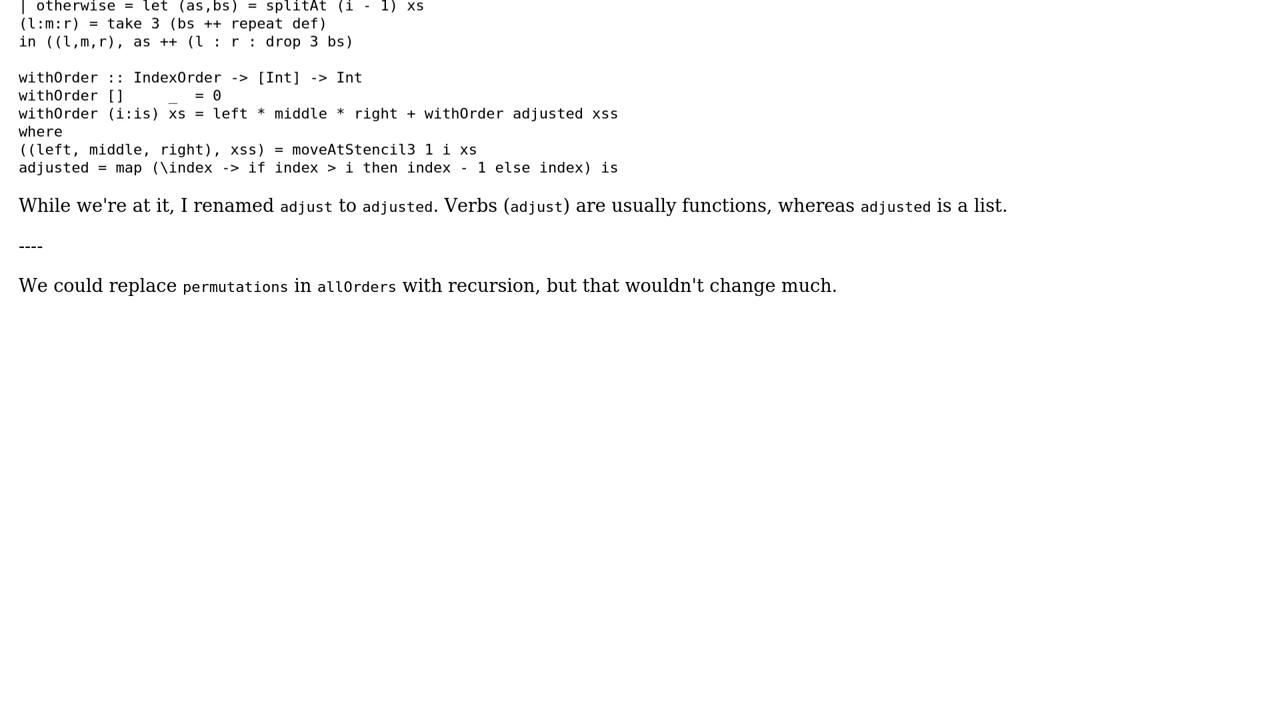 | otherwise = let (as,bs) = splitAt (i - 1) xs
(l:m:r) = take 3 (bs ++ repeat def)
in ((l,m,r), as ++ (l : r : drop 3 bs)
withOrder :: IndexOrder -> [Int] -> Int
withOrder []     _  = 0
withOrder (i:is) xs = left * middle * right + withOrder adjusted xss
where
((left, middle, right), xss) = moveAtStencil3 1 i xs
adjusted = map (\index -> if index > i then index - 1 else index) is
While we're at it, I renamed adjust to adjusted. Verbs (adjust) are usually functions, whereas adjusted is a list.
----
We could replace permutations in allOrders with recursion, but that wouldn't change much.